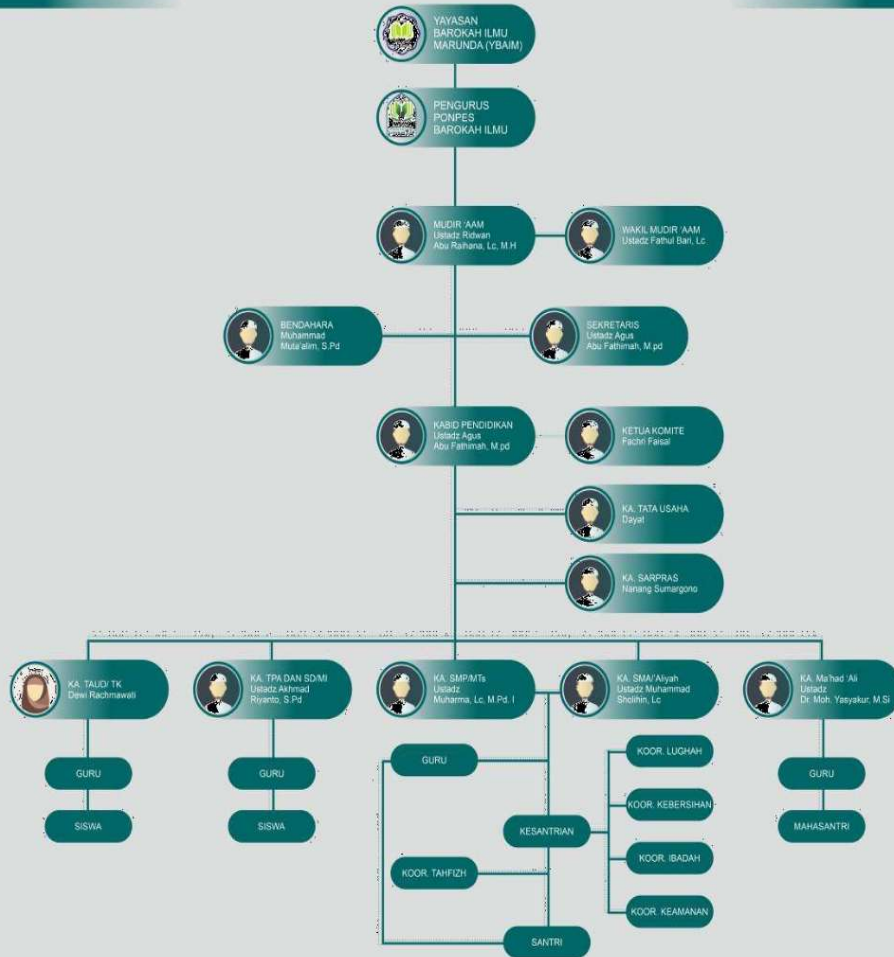 YAYASAN
BAROKAH ILMU
MARUNDA (YBAIM)
PENGURUS
PONPES
BAROKAH ILMU
MUDIR 'AAM
Ustadz Ridwan
Abu Raihana, Lc, M.H
WAKIL MUDIR 'AAM
Ustadz Fathul Bari, Lc
BENDAHARA
Muhammad
Muta'alim, S.Pd
SEKRETARIS
Ustadz Agus
Abu Fathimah, M.pd
KABID PENDIDIKAN
Ustadz Agus
Abu Fathimah, M.pd
KETUA KOMITE
Fachri Faisal
KA. TATA USAHA
Dayat
KA. SARPRAS
Nanang Sumargono
KA. TAUD/ TK
Dewi Rachmawati
KA. TPA DAN SD/MI
Ustadz Akhmad
Riyanto, S.Pd
KA. SMP/MTs
Ustadz
Muharma, Lc, M.Pd. I
KA. SMA/'Aliyah
Ustadz Muhammad
Sholihin, Lc
KA. Ma'had 'Ali
Ustadz
Dr. Moh. Yasyakur, M.Si
GURU
SISWA
GURU
SISWA
GURU
KOOR. TAHFIZH
KESANTRIAN
SANTRI
KOOR. LUGHAH
KOOR. KEBERSIHAN
KOOR. IBADAH
KOOR. KEAMANAN
GURU
MAHASANTRI